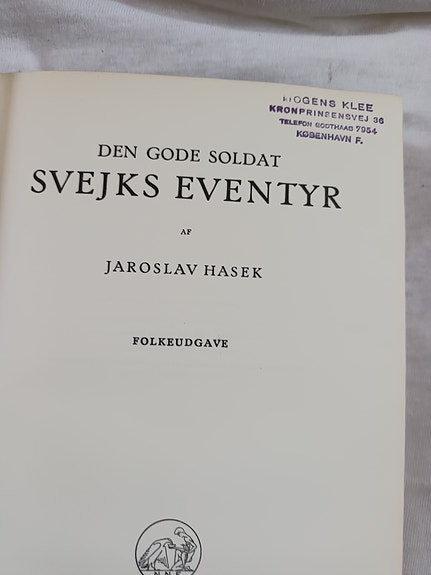 MOGENS KLEE
KRONPRINSENSVEJ 36
TELEFON GODTHAAB 7954
KØBENHAVN F.
DEN GODE SOLDAT
SVEJKS EVENTYR
AF
JAROSLAV HASEK
FOLKEUDGAVE